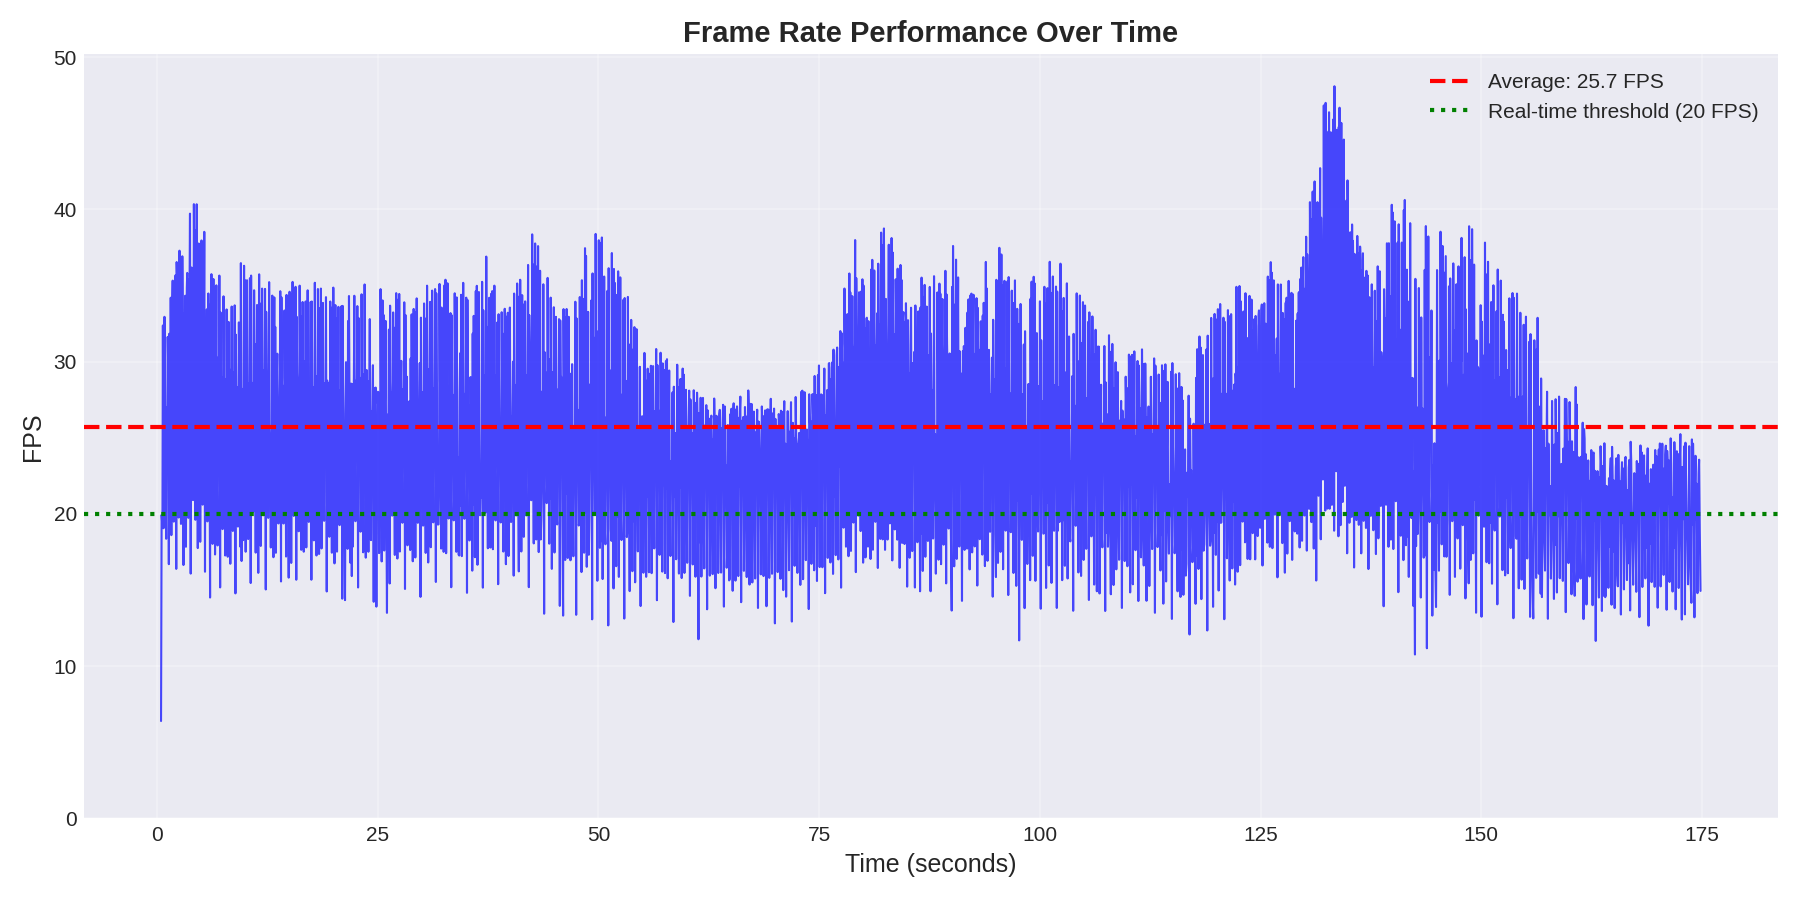 Frame Rate Performance Over Time
50
40
30
20
10
0
FPS
Average: 25.7 FPS
Real-time threshold (20 FPS)
0 25 50 75 100 125 150 175
Time (seconds)